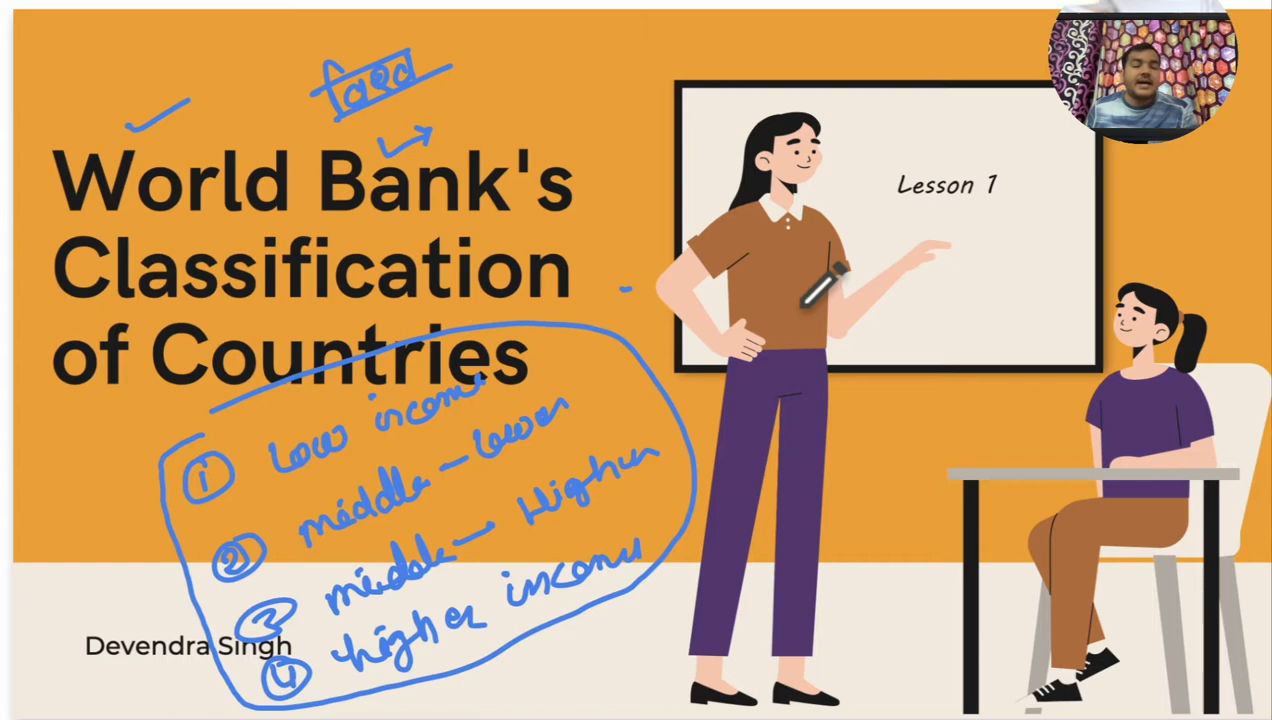 World Bank's
Classification
of Countries
Lesson 1
① Low income
② middle - lower
③ middle - Higher
④ higher income
Devendra Singh